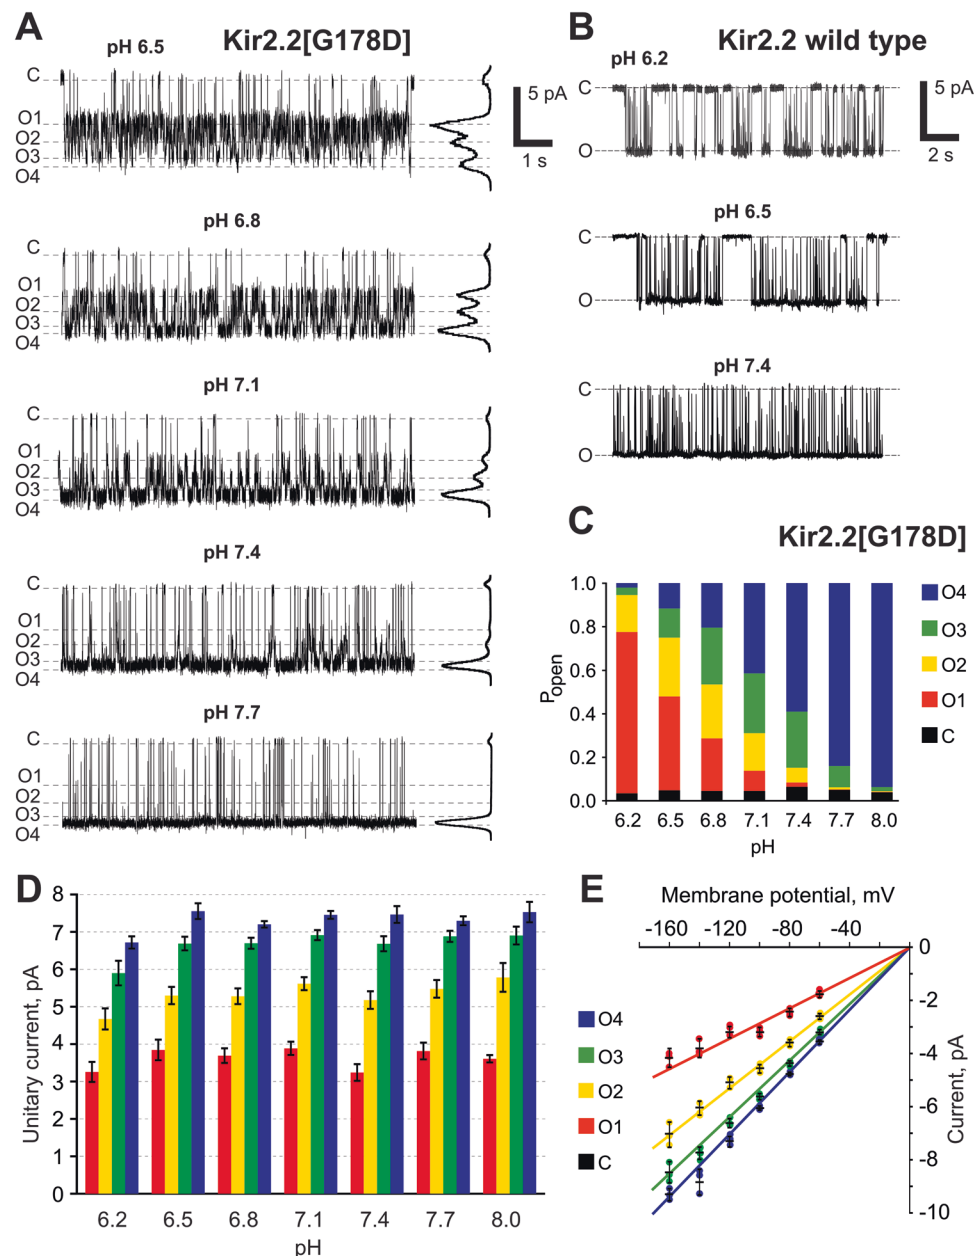 A
Kir2.2[G178D]
pH 6.5
C
O1
O2
O3
O4
5 pA
1 s
pH 6.8
C
O1
O2
O3
O4
pH 7.1
C
O1
O2
O3
O4
pH 7.4
C
O1
O2
O3
O4
pH 7.7
C
O1
O2
O3
O4
B
Kir2.2 wild type
pH 6.2
C
O
5 pA
2 s
pH 6.5
C
O
pH 7.4
C
O
C
Kir2.2[G178D]
Popen
1.0
0.8
0.6
0.4
0.2
0.0
6.2 6.5 6.8 7.1 7.4 7.7 8.0
pH
O4
O3
O2
O1
C
D
Unitary current, pA
8
7
6
5
4
3
2
1
0
6.2 6.5 6.8 7.1 7.4 7.7 8.0
pH
E
Membrane potential, mV
-160 -120 -80 -40
0
-2
-4
-6
-8
-10
Current, pA
O4
O3
O2
O1
C